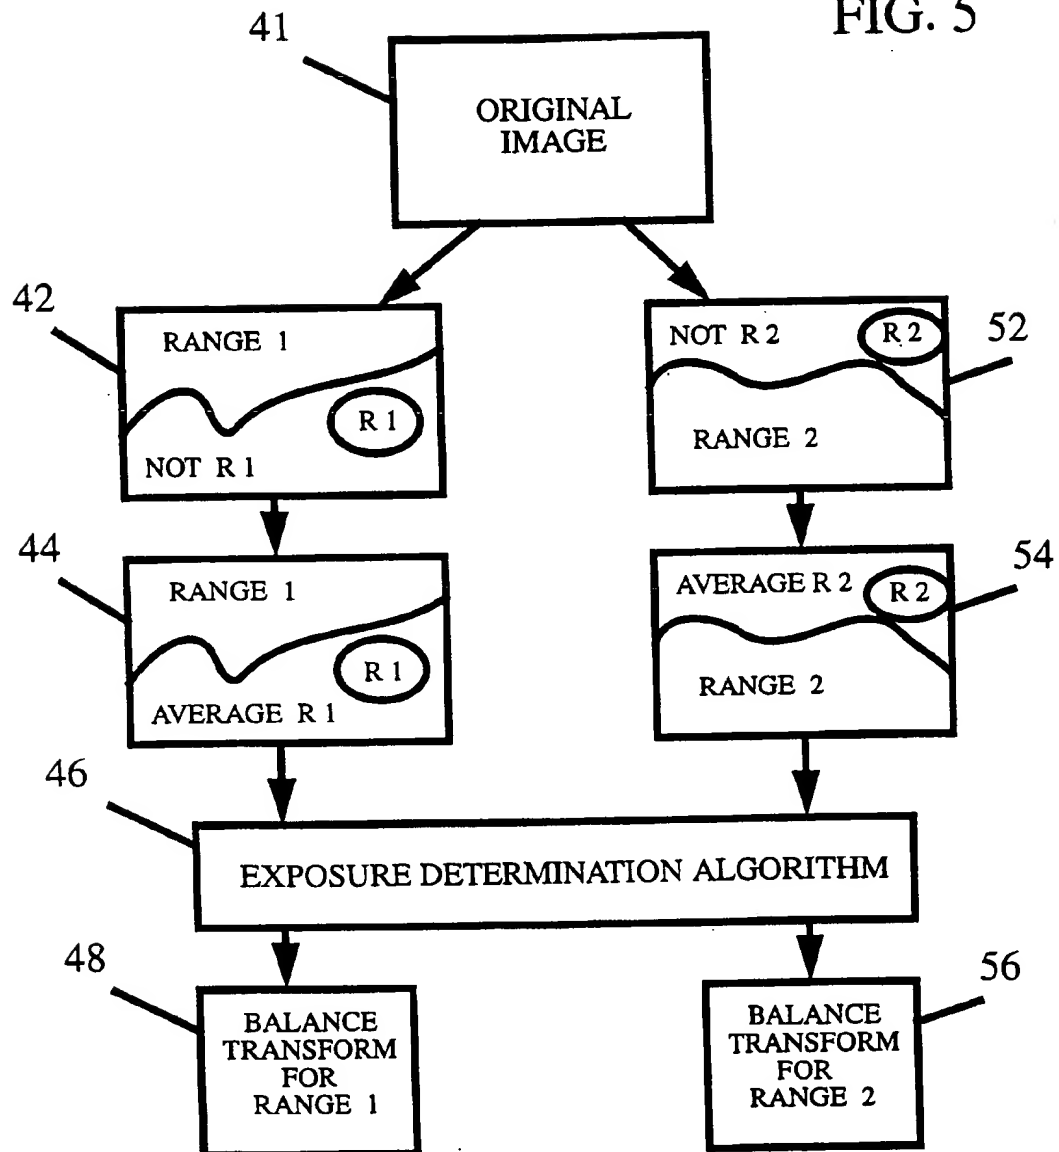 FIG. 5
41
ORIGINAL
IMAGE
42
RANGE 1
R 1
NOT R 1
NOT R 2
R 2
52
RANGE 2
44
RANGE 1
R 1
AVERAGE R 1
AVERAGE R 2
R 2
54
RANGE 2
46
EXPOSURE DETERMINATION ALGORITHM
48
BALANCE
TRANSFORM
FOR
RANGE 1
BALANCE
TRANSFORM
FOR
RANGE 2
56